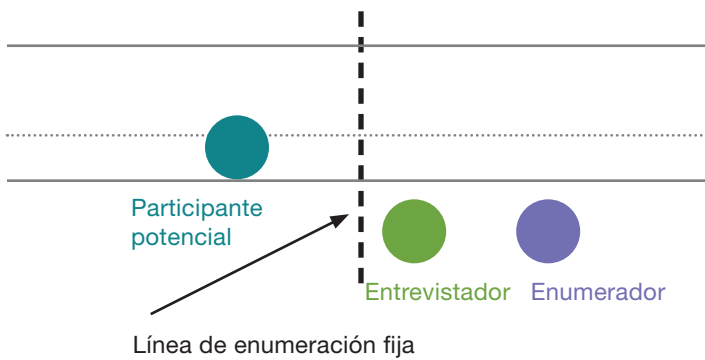 Participante
potencial
Entrevistador
Enumerador
Línea de enumeración fija